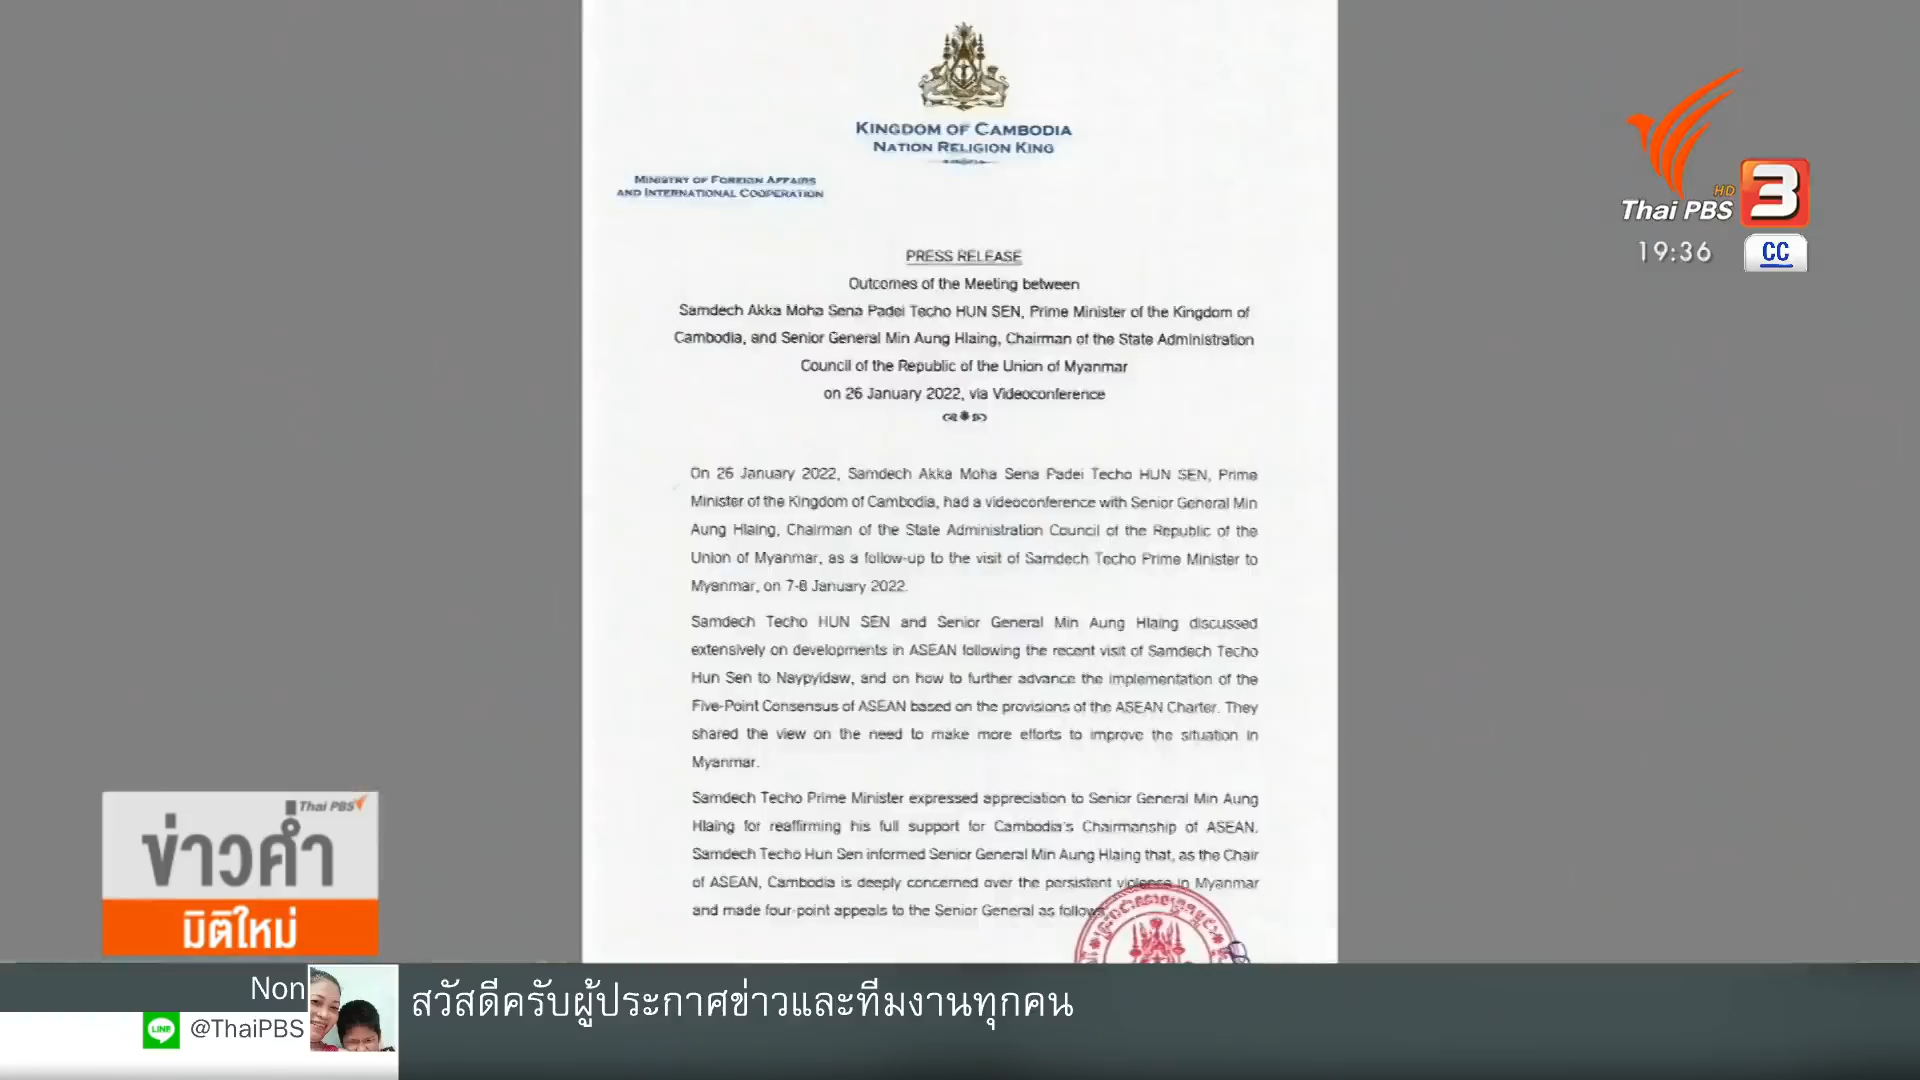 KINGDOM OF CAMBODIA
NATION RELIGION KING
MINISTRY OF FOREIGN AFFAIRS
AND INTERNATIONAL COOPERATION
PRESS RELEASE
Outcomes of the Meeting between
Samdech Akka Moha Sena Padei Techo HUN SEN, Prime Minister of the Kingdom of
Cambodia, and Senior General Min Aung Hlaing, Chairman of the State Administration
Council of the Republic of the Union of Myanmar
on 26 January 2022, via Videoconference
On 26 January 2022, Samdech Akka Moha Sena Padei Techo HUN SEN, Prime
Minister of the Kingdom of Cambodia, had a videoconference with Senior General Min
Aung Hlaing, Chairman of the State Administration Council of the Republic of the
Union of Myanmar, as a follow-up to the visit of Samdech Techo Prime Minister to
Myanmar, on 7-8 January 2022.
Samdech Techo HUN SEN and Senior General Min Aung Hlaing discussed
extensively on developments in ASEAN following the recent visit of Samdech Techo
Hun Sen to Naypyidaw, and on how to further advance the implementation of the
Five-Point Consensus of ASEAN based on the provisions of the ASEAN Charter. They
shared the view on the need to make more efforts to improve the situation in
Myanmar.
Samdech Techo Prime Minister expressed appreciation to Senior General Min Aung
Hlaing for reaffirming his full support for Cambodia's Chairmanship of ASEAN.
Samdech Techo Hun Sen informed Senior General Min Aung Hlaing that, as the Chair
of ASEAN, Cambodia is deeply concerned over the persistent violence in Myanmar
and made four-point appeals to the Senior General as follows
Thai PBS HD 3
19:36 CC
Thai PBS
ข่าวค่ำ
มิติใหม่
Non
LINE @ThaiPBS
สวัสดีครับผู้ประกาศข่าวและทีมงานทุกคน